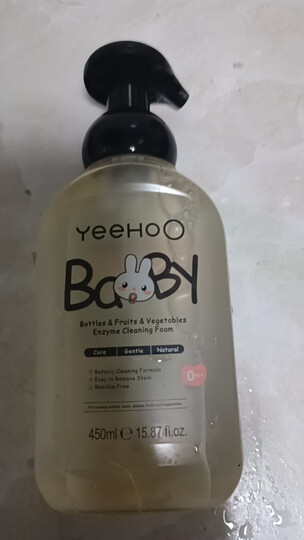 YeeHoO
BaBY
Bottles & Fruits & Vegetables
Enzyme Cleaning Foam
Care Gentle Natural
Botanic Cleaning Formula
Easy to Remove Stain
Residue Free
450ml ℮ 15.87 fl.oz.